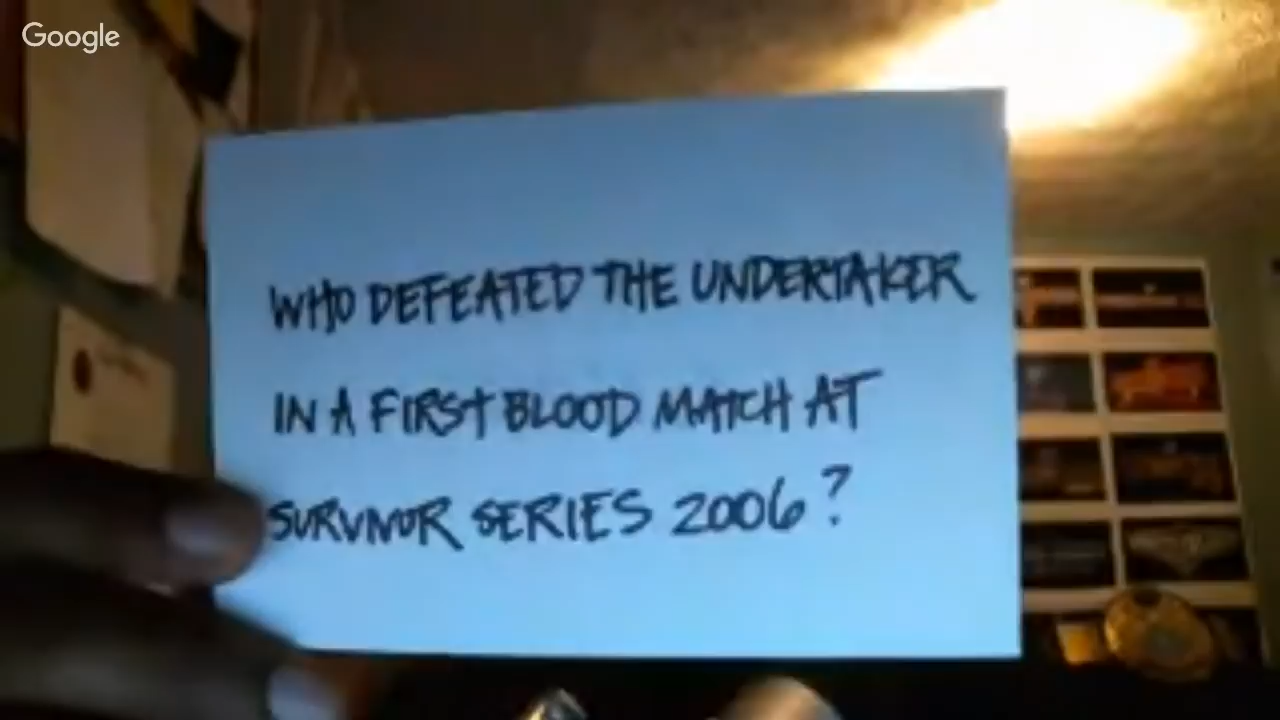 Google
WHO DEFEATED THE UNDERTAKER
IN A FIRST BLOOD MATCH AT
SURVIVOR SERIES 2006?